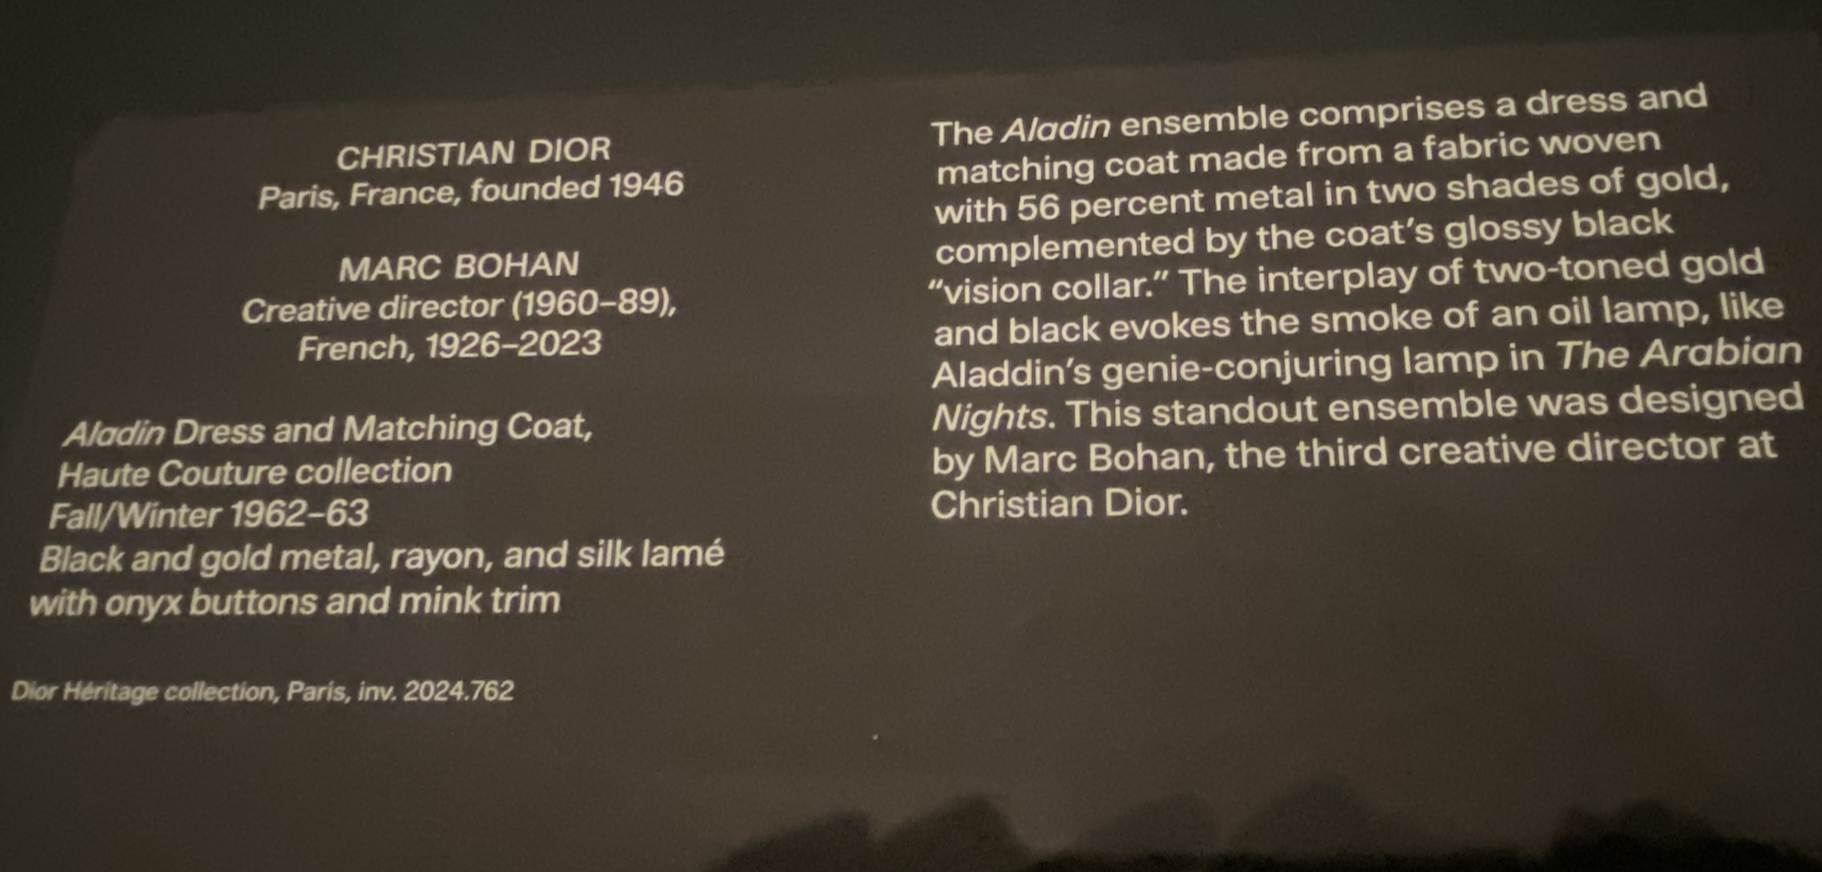 CHRISTIAN DIOR
Paris, France, founded 1946
MARC BOHAN
Creative director (1960–89),
French, 1926–2023
Aladin Dress and Matching Coat,
Haute Couture collection
Fall/Winter 1962–63
Black and gold metal, rayon, and silk lamé
with onyx buttons and mink trim
Dior Héritage collection, Paris, inv. 2024.762
The Aladin ensemble comprises a dress and
matching coat made from a fabric woven
with 56 percent metal in two shades of gold,
complemented by the coat's glossy black
“vision collar.” The interplay of two-toned gold
and black evokes the smoke of an oil lamp, like
Aladdin's genie-conjuring lamp in The Arabian
Nights. This standout ensemble was designed
by Marc Bohan, the third creative director at
Christian Dior.